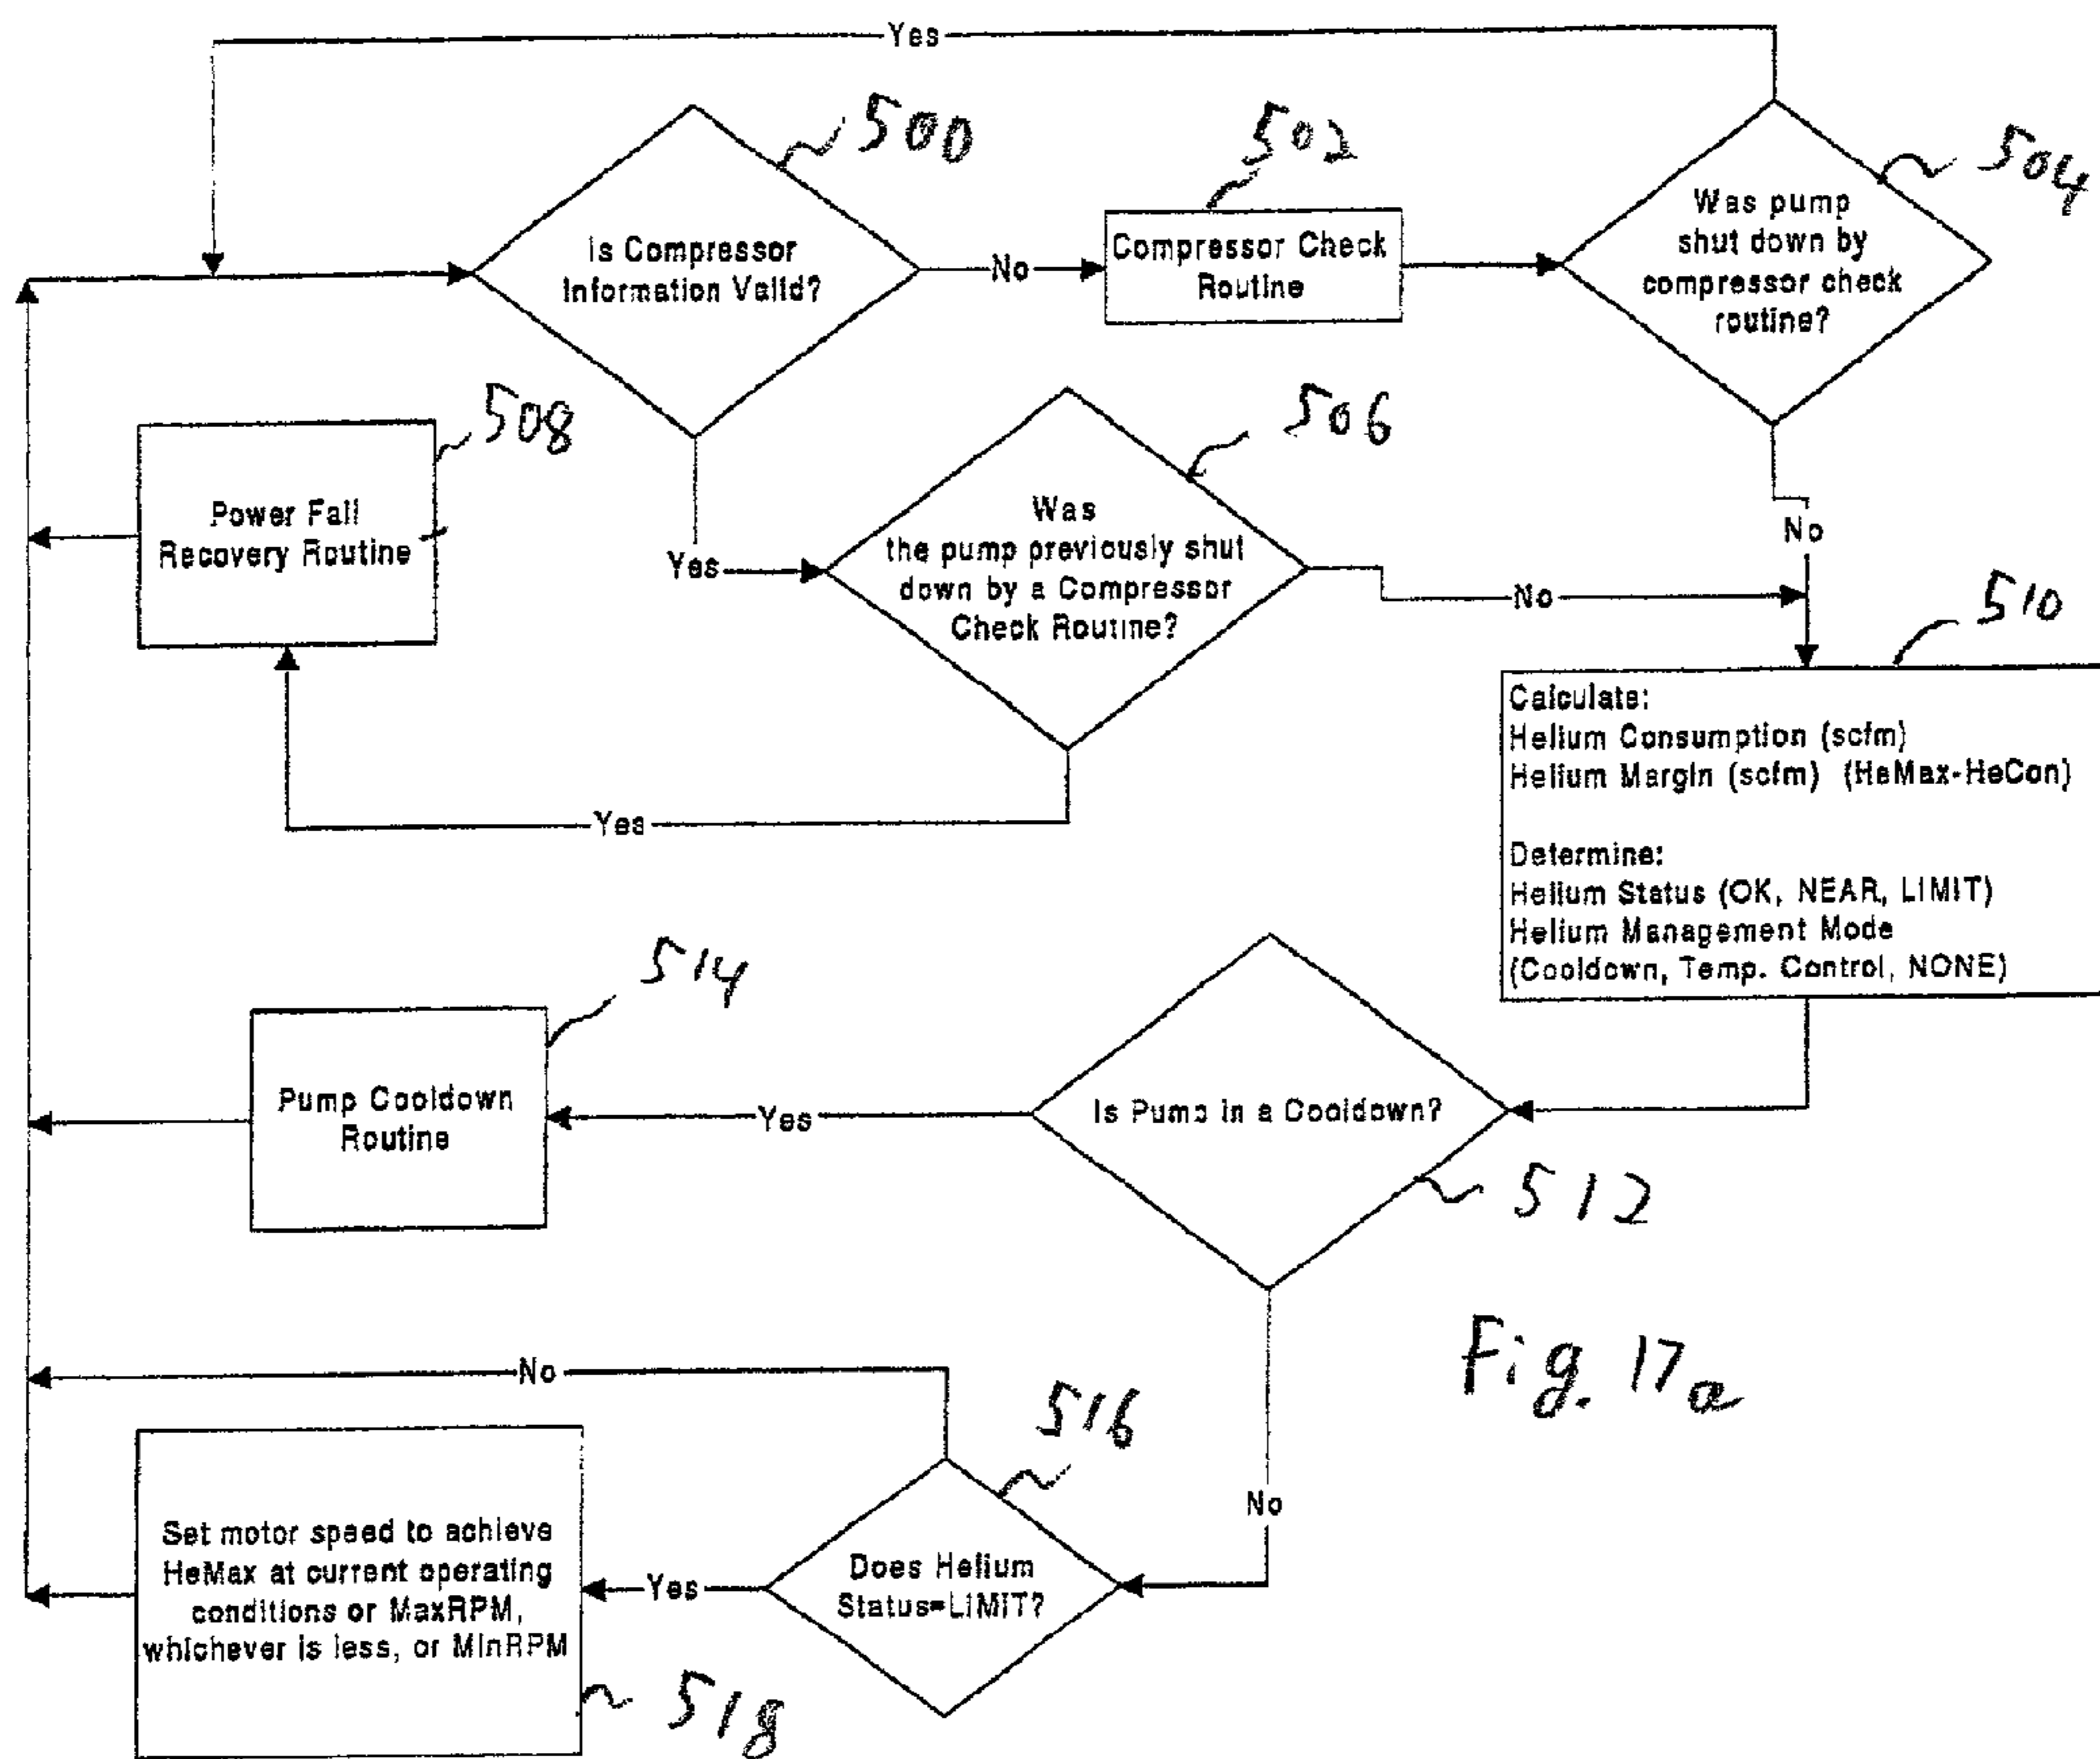 Yes
500
502
504
Is Compressor
Information Valid?
No
Compressor Check
Routine
Was pump
shut down by
compressor check
routine?
508
506
Power Fail
Recovery Routine
Yes
Was
the pump previously shut
down by a Compressor
Check Routine?
No
No
510
Calculate:
Helium Consumption (scfm)
Helium Margin (scfm) (HeMax-HeCon)
Determine:
Helium Status (OK, NEAR, LIMIT)
Helium Management Mode
(Cooldown, Temp. Control, NONE)
Yes
514
Pump Cooldown
Routine
Yes
Is Pump in a Cooldown?
512
Fig. 17a
No
516
No
Set motor speed to achieve
HeMax at current operating
conditions or MaxRPM,
whichever is less, or MinRPM
Yes
Does Helium
Status=LIMIT?
518